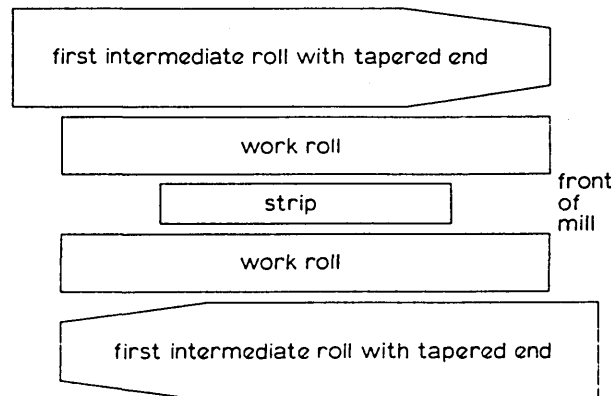 first intermediate roll with tapered end
work roll
strip
front
of
mill
work roll
first intermediate roll with tapered end